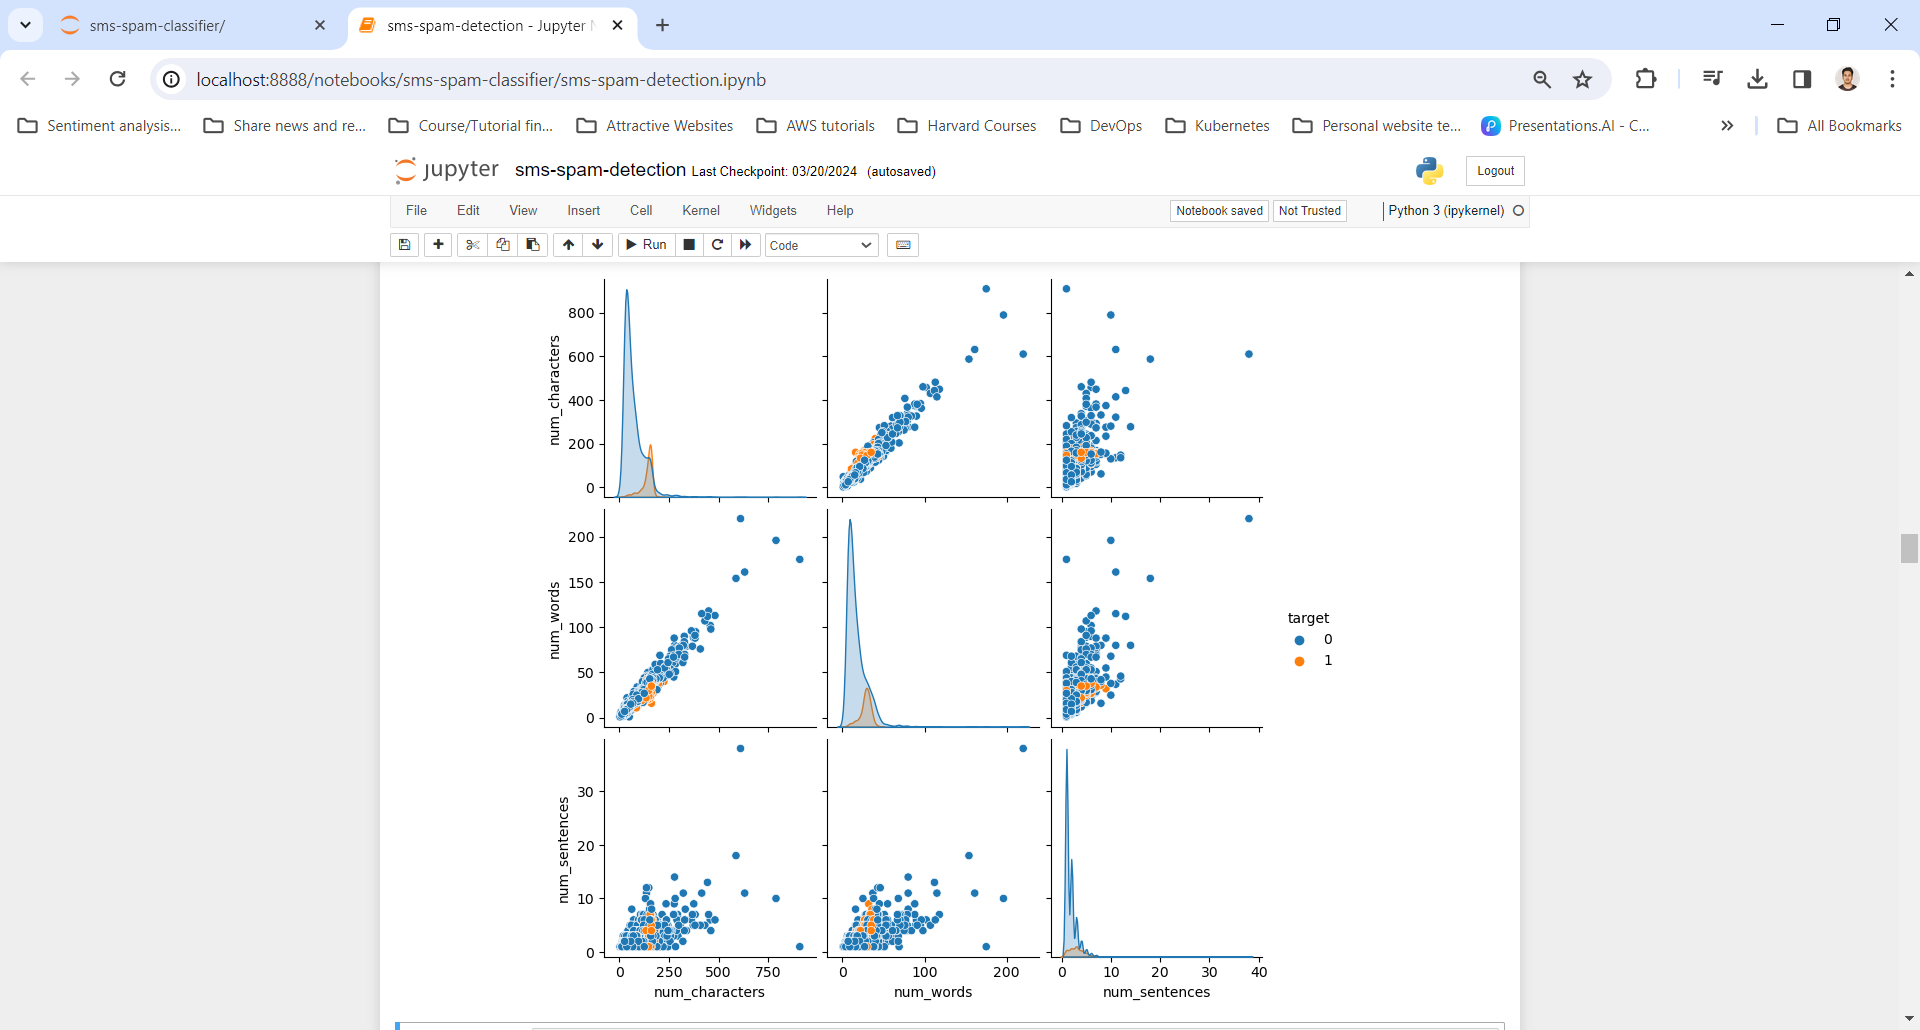 sms-spam-classifier/
sms-spam-detection - Jupyter N
localhost:8888/notebooks/sms-spam-classifier/sms-spam-detection.ipynb
Sentiment analysis... Share news and re... Course/Tutorial fin... Attractive Websites AWS tutorials Harvard Courses DevOps Kubernetes Personal website te... Presentations.AI - C... All Bookmarks
jupyter sms-spam-detection Last Checkpoint: 03/20/2024 (autosaved) Logout
File Edit View Insert Cell Kernel Widgets Help Notebook saved Not Trusted Python 3 (ipykernel)
Run Code
num_characters
800
600
400
200
0
num_words
200
150
100
50
0
target
0
1
num_sentences
30
20
10
0
0 250 500 750 0 100 200 0 10 20 30 40
num_characters num_words num_sentences